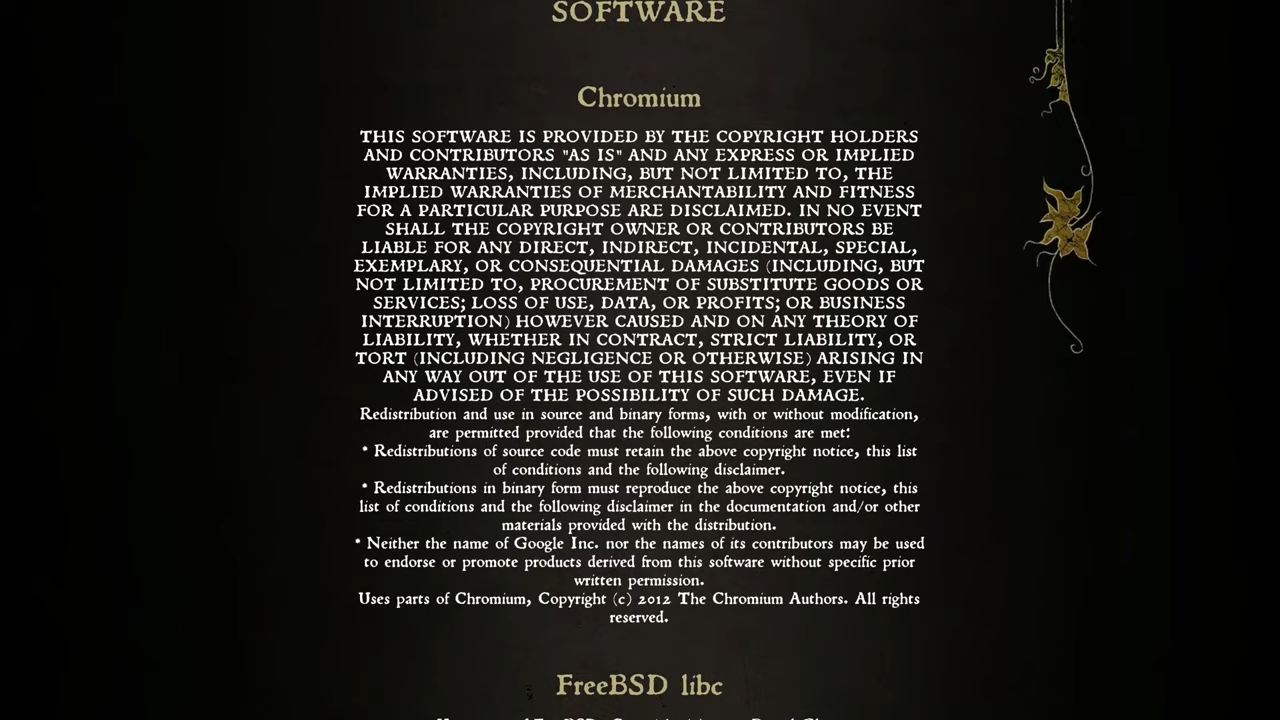 SOFTWARE
Chromium
THIS SOFTWARE IS PROVIDED BY THE COPYRIGHT HOLDERS
AND CONTRIBUTORS "AS IS" AND ANY EXPRESS OR IMPLIED
WARRANTIES, INCLUDING, BUT NOT LIMITED TO, THE
IMPLIED WARRANTIES OF MERCHANTABILITY AND FITNESS
FOR A PARTICULAR PURPOSE ARE DISCLAIMED. IN NO EVENT
SHALL THE COPYRIGHT OWNER OR CONTRIBUTORS BE
LIABLE FOR ANY DIRECT, INDIRECT, INCIDENTAL, SPECIAL,
EXEMPLARY, OR CONSEQUENTIAL DAMAGES (INCLUDING, BUT
NOT LIMITED TO, PROCUREMENT OF SUBSTITUTE GOODS OR
SERVICES; LOSS OF USE, DATA, OR PROFITS; OR BUSINESS
INTERRUPTION) HOWEVER CAUSED AND ON ANY THEORY OF
LIABILITY, WHETHER IN CONTRACT, STRICT LIABILITY, OR
TORT (INCLUDING NEGLIGENCE OR OTHERWISE) ARISING IN
ANY WAY OUT OF THE USE OF THIS SOFTWARE, EVEN IF
ADVISED OF THE POSSIBILITY OF SUCH DAMAGE.
Redistribution and use in source and binary forms, with or without modification,
are permitted provided that the following conditions are met:
* Redistributions of source code must retain the above copyright notice, this list
of conditions and the following disclaimer.
* Redistributions in binary form must reproduce the above copyright notice, this
list of conditions and the following disclaimer in the documentation and/or other
materials provided with the distribution.
* Neither the name of Google Inc. nor the names of its contributors may be used
to endorse or promote products derived from this software without specific prior
written permission.
Uses parts of Chromium, Copyright (c) 2012 The Chromium Authors. All rights
reserved.
FreeBSD libc